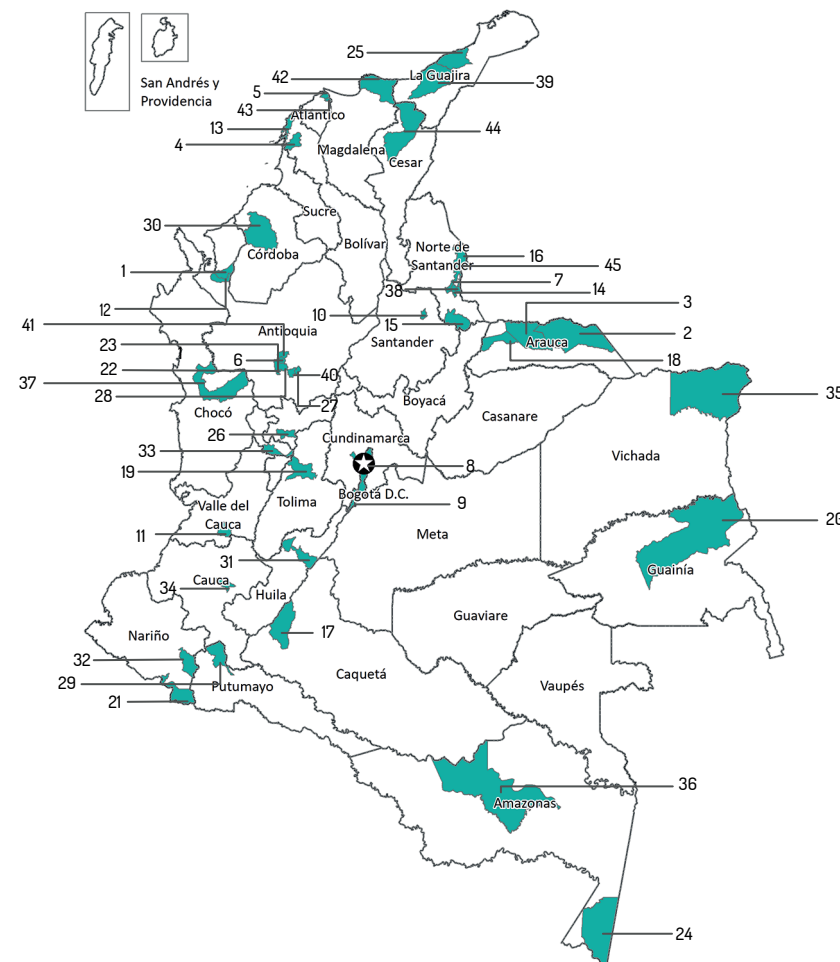 25
La Guajira
42
39
San Andrés y
Providencia
5
43
Atlántico
13
44
4
Magdalena
Cesar
Sucre
30
Bolívar
Norte de
Santander
Córdoba
16
45
1
7
38
14
12
3
10
41
15
Antioquia
2
Santander
Arauca
23
6
18
22
40
37
35
28
Boyacá
27
Chocó
Casanare
26
Cundinamarca
33
Vichada
19
8
Bogotá D.C.
Tolima
9
Valle del
Cauca
20
11
Meta
31
Guainía
Cauca
34
Huila
Guaviare
Nariño
17
32
Caquetá
29
Putumayo
Vaupés
21
36
Amazonas
24